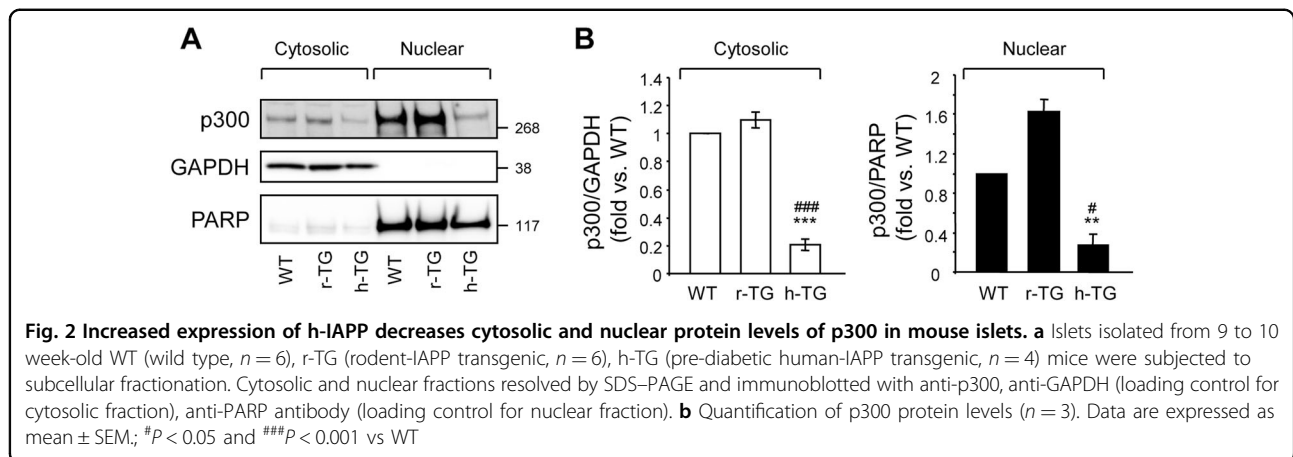 A
Cytosolic Nuclear
p300
268
GAPDH
38
PARP
117
WT r-TG h-TG WT r-TG h-TG
B
Cytosolic
p300/GAPDH
(fold vs. WT)
1.4
1.2
1
0.8
0.6
0.4
0.2
0
###
***
WT r-TG h-TG
Nuclear
p300/PARP
(fold vs. WT)
2
1.6
1.2
0.8
0.4
0
#
**
WT r-TG h-TG
Fig. 2 Increased expression of h-IAPP decreases cytosolic and nuclear protein levels of p300 in mouse islets. a Islets isolated from 9 to 10
week-old WT (wild type, n = 6), r-TG (rodent-IAPP transgenic, n = 6), h-TG (pre-diabetic human-IAPP transgenic, n = 4) mice were subjected to
subcellular fractionation. Cytosolic and nuclear fractions resolved by SDS–PAGE and immunoblotted with anti-p300, anti-GAPDH (loading control for
cytosolic fraction), anti-PARP antibody (loading control for nuclear fraction). b Quantification of p300 protein levels (n = 3). Data are expressed as
mean ± SEM.; #P < 0.05 and ###P < 0.001 vs WT